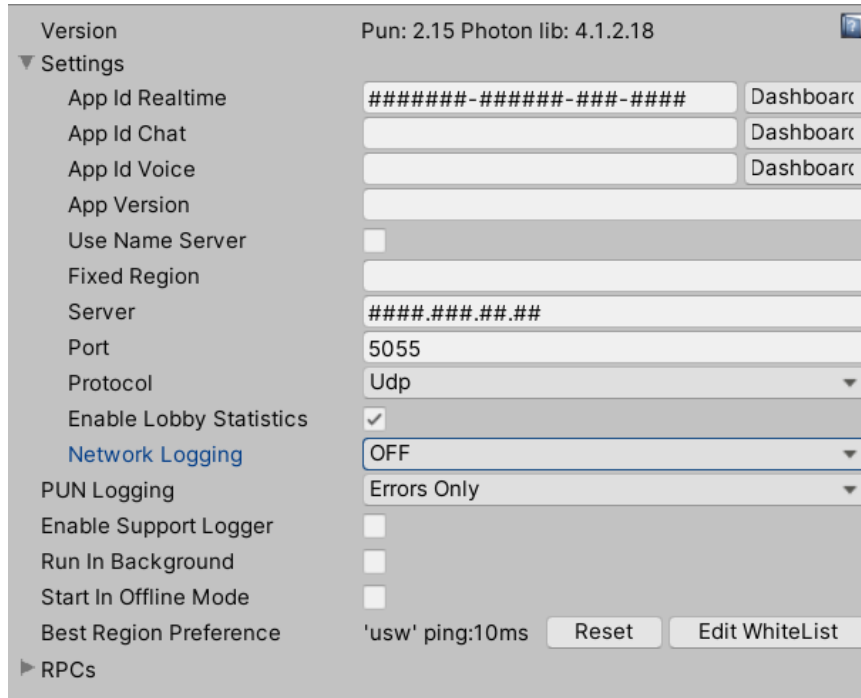 Version Pun: 2.15 Photon lib: 4.1.2.18
Settings
App Id Realtime #######-######-###-#### Dashboard
App Id Chat Dashboard
App Id Voice Dashboard
App Version
Use Name Server
Fixed Region
Server ####.###.##.##
Port 5055
Protocol Udp
Enable Lobby Statistics
Network Logging OFF
PUN Logging Errors Only
Enable Support Logger
Run In Background
Start In Offline Mode
Best Region Preference 'usw' ping:10ms Reset Edit WhiteList
RPCs